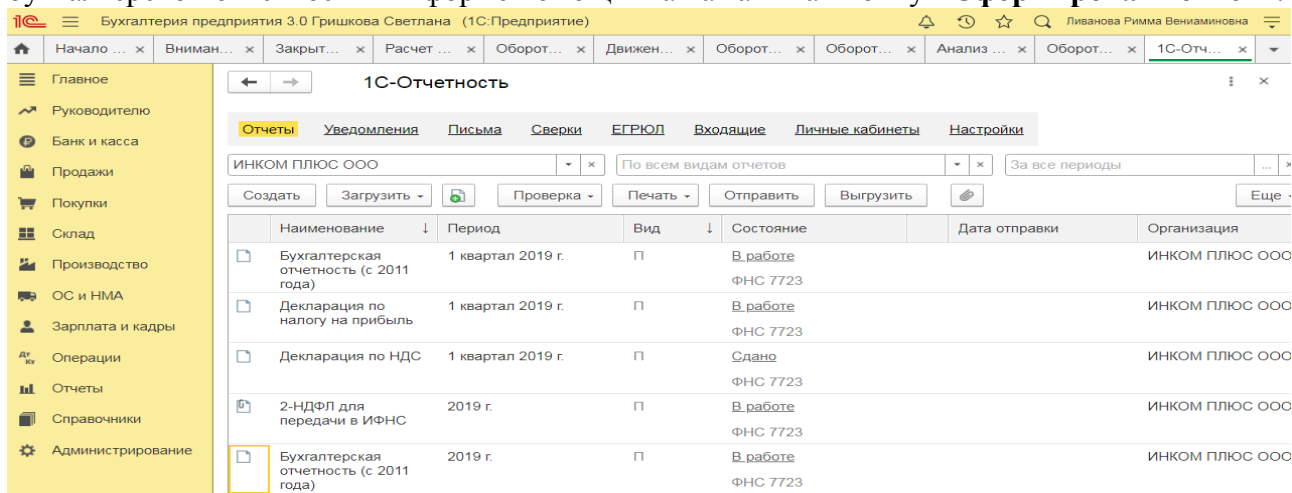 1С Бухгалтерия предприятия 3.0 Гришкова Светлана (1С:Предприятие) Ливанова Римма Вениаминовна
Начало ... × Вниман... × Закрыт... × Расчет ... × Оборот... × Движен... × Оборот... × Оборот... × Анализ ... × Оборот... × 1С-Отч... ×
Главное
Руководителю
Банк и касса
Продажи
Покупки
Склад
Производство
ОС и НМА
Зарплата и кадры
Операции
Отчеты
Справочники
Администрирование
1С-Отчетность
Отчеты Уведомления Письма Сверки ЕГРЮЛ Входящие Личные кабинеты Настройки
ИНКОМ ПЛЮС ООО По всем видам отчетов За все периоды ...
Создать Загрузить Проверка Печать Отправить Выгрузить Еще
Наименование ↓ Период Вид ↓ Состояние Дата отправки Организация
Бухгалтерская 1 квартал 2019 г. П В работе ИНКОМ ПЛЮС ООО
отчетность (с 2011
года) ФНС 7723
Декларация по 1 квартал 2019 г. П В работе ИНКОМ ПЛЮС ООО
налогу на прибыль
ФНС 7723
Декларация по НДС 1 квартал 2019 г. П Сдано ИНКОМ ПЛЮС ООО
ФНС 7723
2-НДФЛ для 2019 г. П В работе ИНКОМ ПЛЮС ООО
передачи в ИФНС
ФНС 7723
Бухгалтерская 2019 г. П В работе ИНКОМ ПЛЮС ООО
отчетность (с 2011
года) ФНС 7723